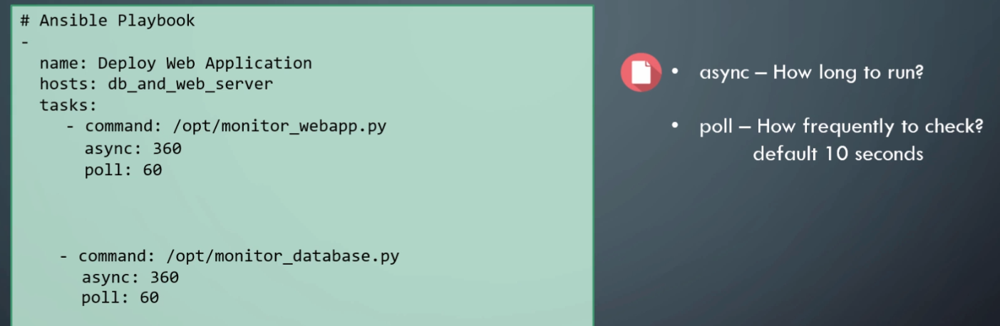 # Ansible Playbook
-
name: Deploy Web Application
hosts: db_and_web_server
tasks:
- command: /opt/monitor_webapp.py
async: 360
poll: 60
- command: /opt/monitor_database.py
async: 360
poll: 60
• async – How long to run?
• poll – How frequently to check?
default 10 seconds